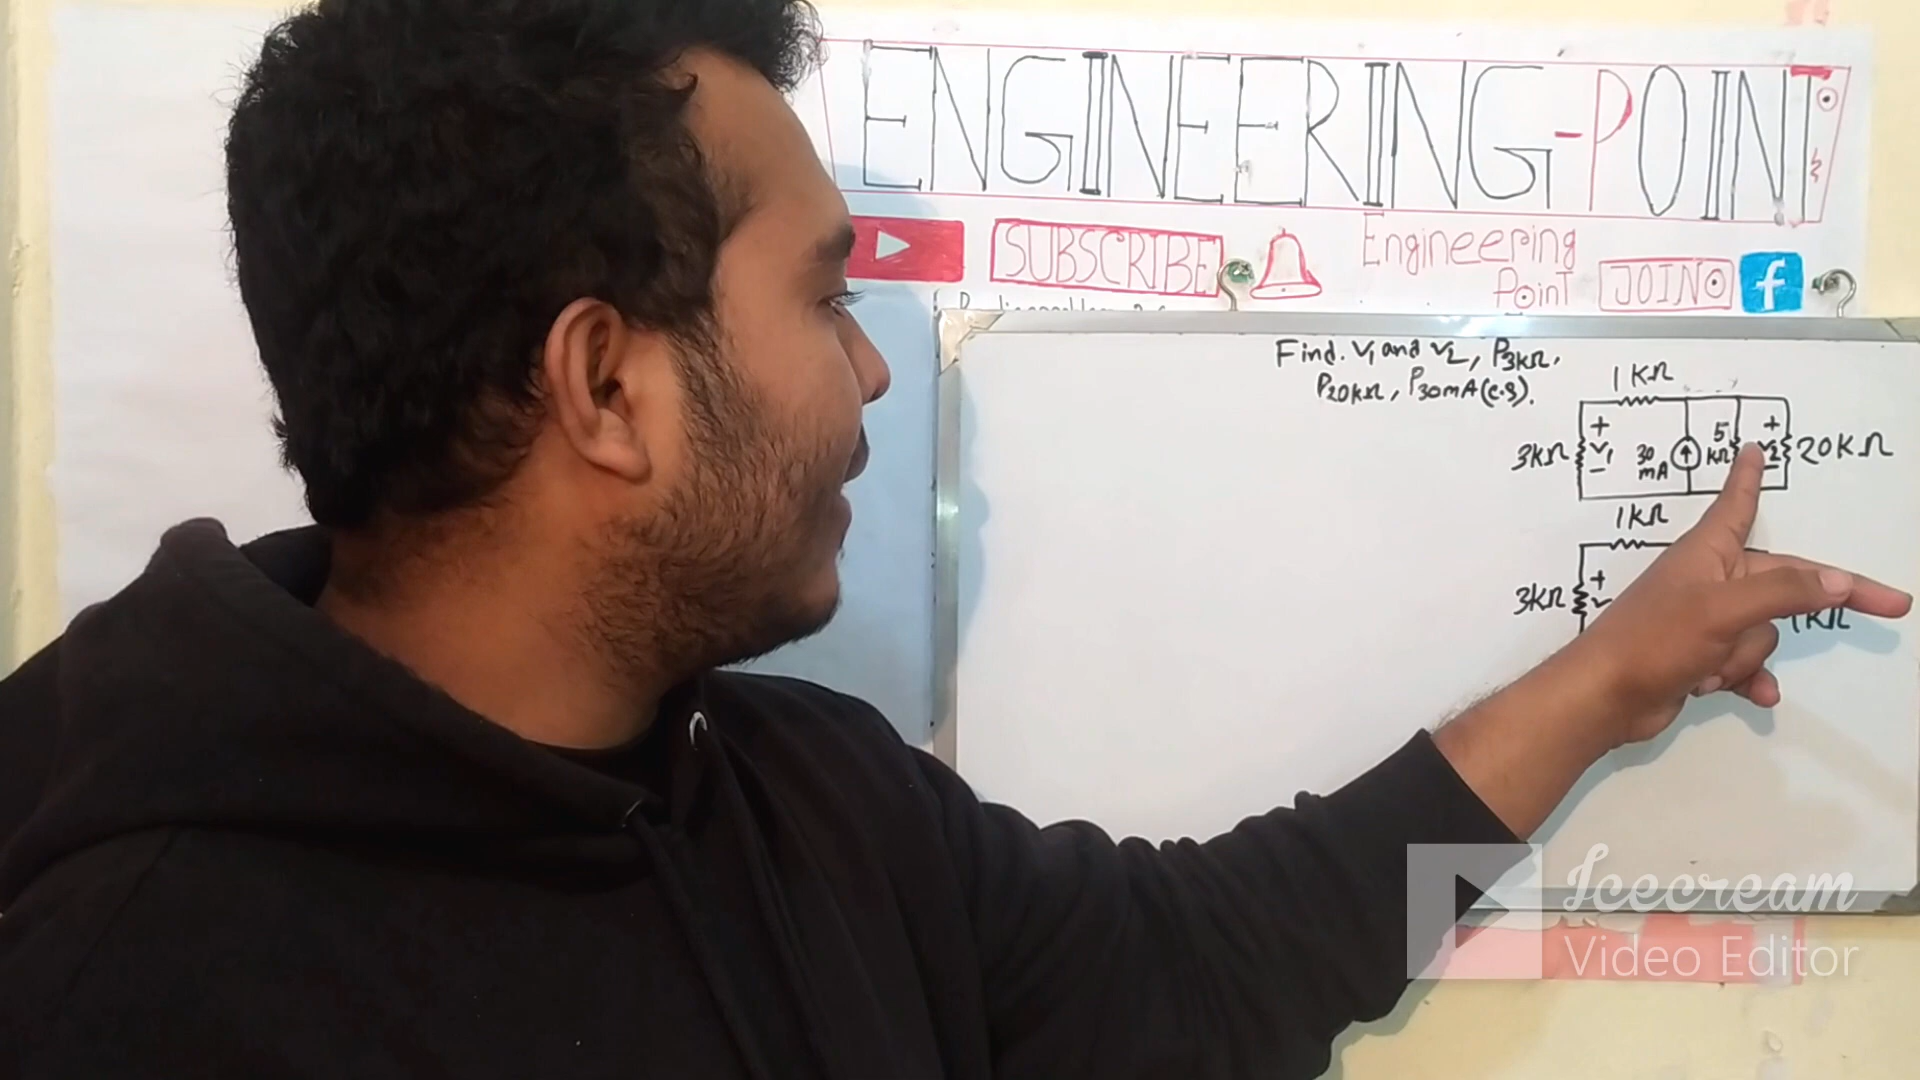 ENGINEERING-POINT
SUBSCRIBE
Engineering
Point
JOIN
f
Find. V1 and V2, P3kΩ,
P20kΩ, P30mA(c.s).
1KΩ
3kΩ
+
V1
-
30
mA
5
kΩ
+
V2
20KΩ
1kΩ
3kΩ
+
V
kΩ
Icecream
Video Editor